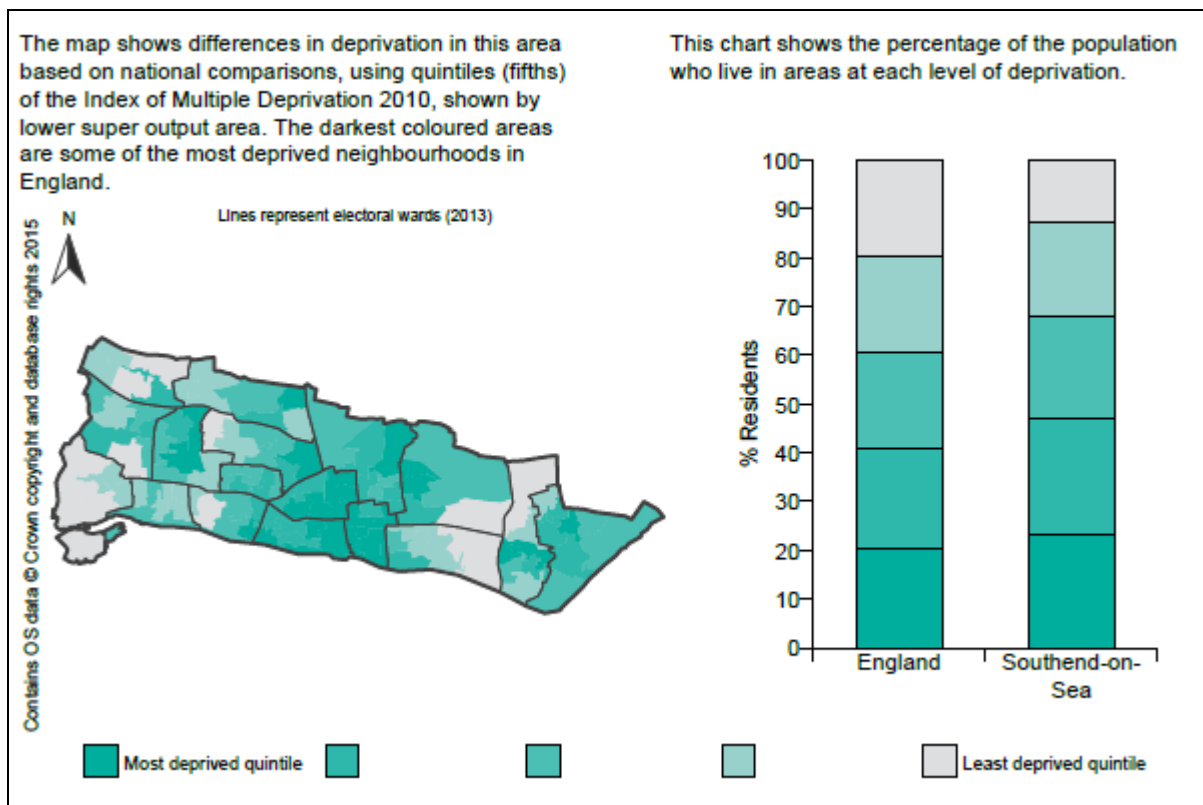 The map shows differences in deprivation in this area
based on national comparisons, using quintiles (fifths)
of the Index of Multiple Deprivation 2010, shown by
lower super output area. The darkest coloured areas
are some of the most deprived neighbourhoods in
England.
Lines represent electoral wards (2013)
N
Contains OS data © Crown copyright and database rights 2015
This chart shows the percentage of the population
who live in areas at each level of deprivation.
100
90
80
70
60
50
40
30
20
10
0
% Residents
England
Southend-on-
Sea
Most deprived quintile
Least deprived quintile